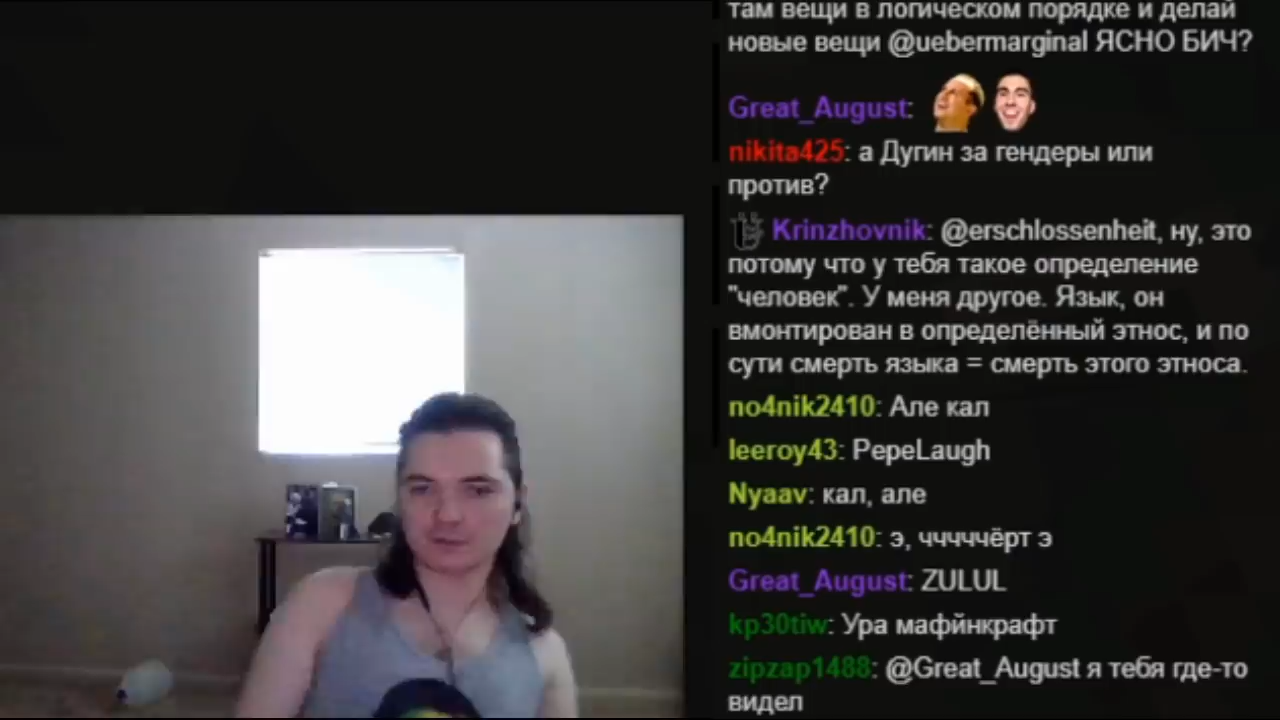 там вещи в логическом порядке и делай
новые вещи @uebermarginal ЯСНО БИЧ?
Great_August:
nikita425: а Дугин за гендеры или
против?
Krinzhovnik: @erschlossenheit, ну, это
потому что у тебя такое определение
"человек". У меня другое. Язык, он
вмонтирован в определённый этнос, и по
сути смерть языка = смерть этого этноса.
no4nik2410: Але кал
leeroy43: PepeLaugh
Nyaav: кал, але
no4nik2410: э, чччччёрт э
Great_August: ZULUL
kp30tiw: Ура мафйнкрафт
zipzap1488: @Great_August я тебя где-то
видел